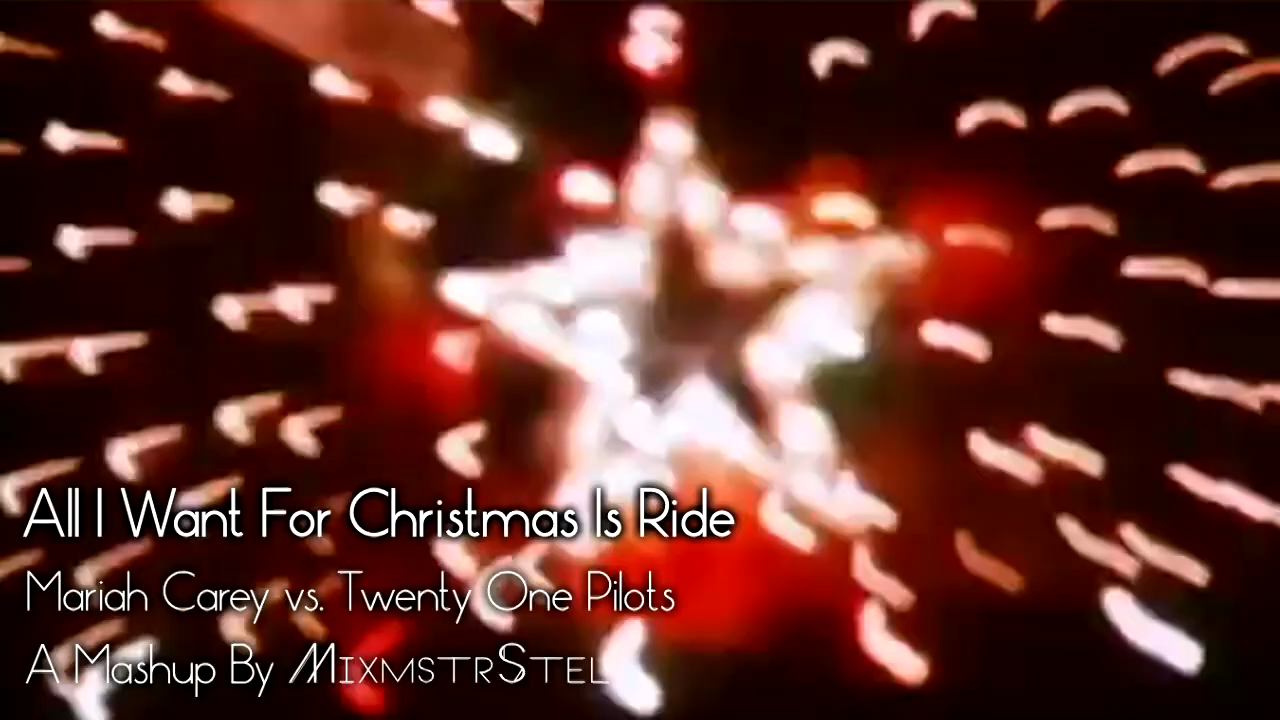 All I Want For Christmas Is Ride
Mariah Carey vs. Twenty One Pilots
A Mashup By MixmstrStel